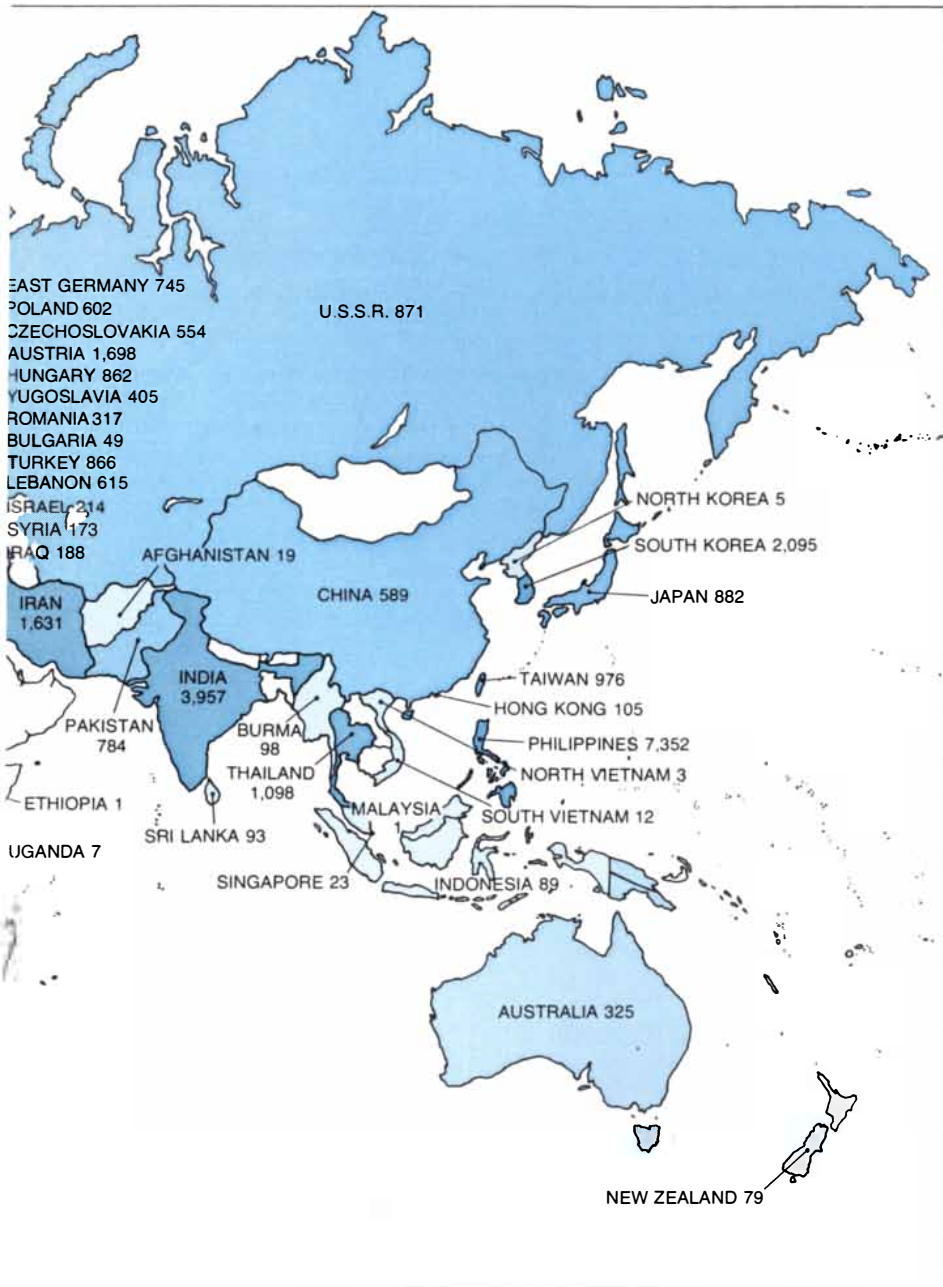 EAST GERMANY 745
POLAND 602
U.S.S.R. 871
CZECHOSLOVAKIA 554
AUSTRIA 1,698
HUNGARY 862
YUGOSLAVIA 405
ROMANIA 317
BULGARIA 49
TURKEY 866
LEBANON 615
ISRAEL 214
SYRIA 173
IRAQ 188
NORTH KOREA 5
SOUTH KOREA 2,095
AFGHANISTAN 19
CHINA 589
JAPAN 882
IRAN
1,631
INDIA
3,957
TAIWAN 976
HONG KONG 105
PAKISTAN
784
BURMA
98
PHILIPPINES 7,352
THAILAND
1,098
NORTH VIETNAM 3
ETHIOPIA 1
MALAYSIA
1
SOUTH VIETNAM 12
SRI LANKA 93
UGANDA 7
SINGAPORE 23
INDONESIA 89
AUSTRALIA 325
NEW ZEALAND 79